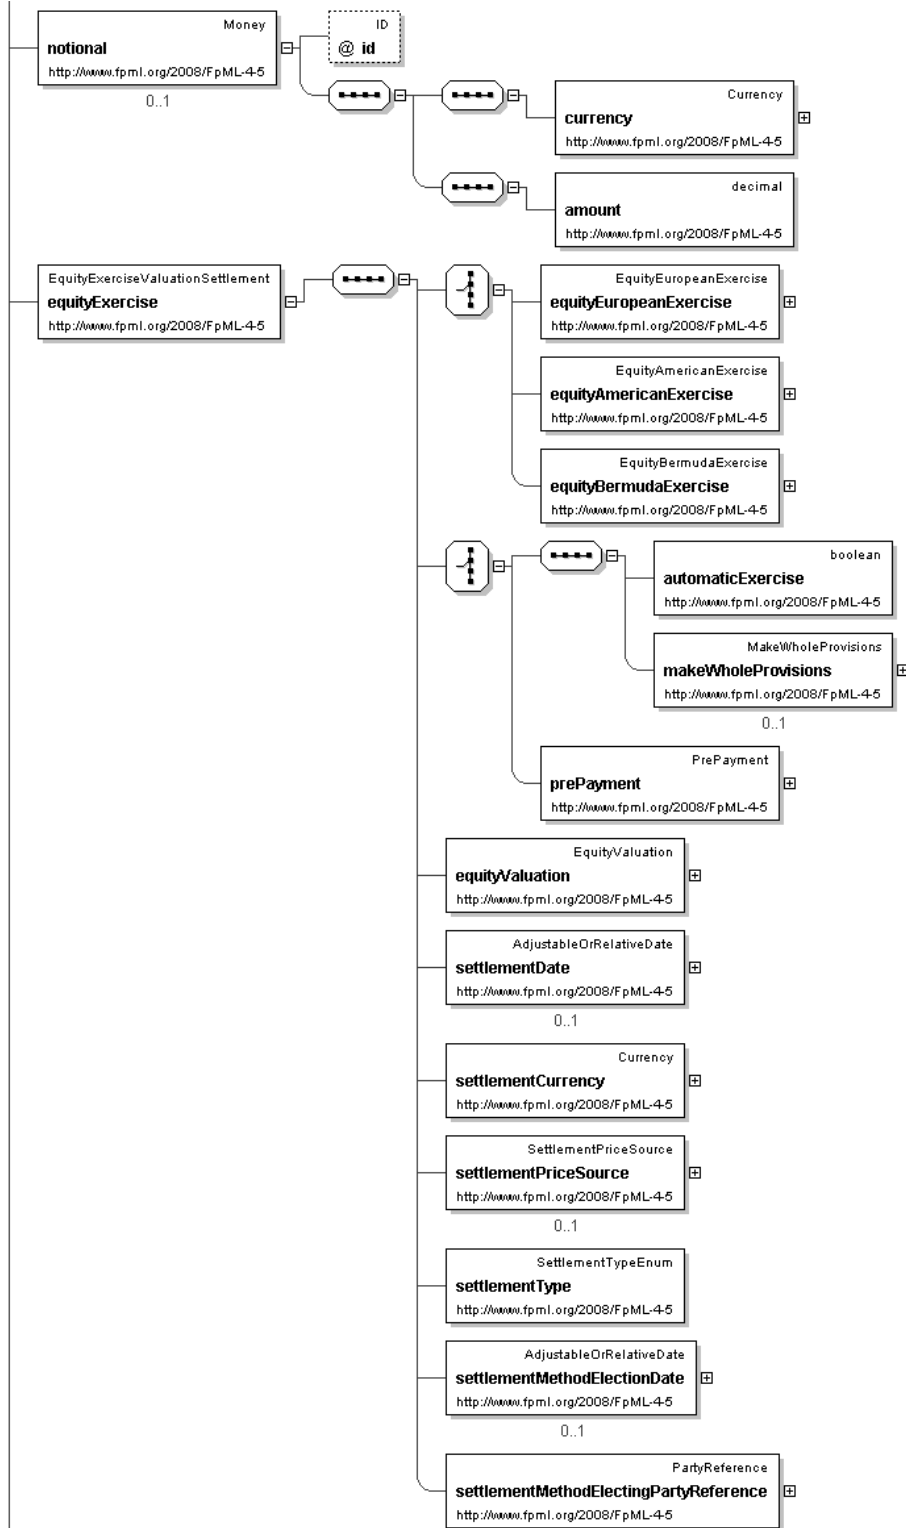 Money
notional
http://www.fpml.org/2008/FpML-4-5
0..1
ID
@ id
Currency
currency
http://www.fpml.org/2008/FpML-4-5
decimal
amount
http://www.fpml.org/2008/FpML-4-5
EquityExerciseValuationSettlement
equityExercise
http://www.fpml.org/2008/FpML-4-5
EquityEuropeanExercise
equityEuropeanExercise
http://www.fpml.org/2008/FpML-4-5
EquityAmericanExercise
equityAmericanExercise
http://www.fpml.org/2008/FpML-4-5
EquityBermudaExercise
equityBermudaExercise
http://www.fpml.org/2008/FpML-4-5
boolean
automaticExercise
http://www.fpml.org/2008/FpML-4-5
MakeWholeProvisions
makeWholeProvisions
http://www.fpml.org/2008/FpML-4-5
0..1
PrePayment
prePayment
http://www.fpml.org/2008/FpML-4-5
EquityValuation
equityValuation
http://www.fpml.org/2008/FpML-4-5
AdjustableOrRelativeDate
settlementDate
http://www.fpml.org/2008/FpML-4-5
0..1
Currency
settlementCurrency
http://www.fpml.org/2008/FpML-4-5
SettlementPriceSource
settlementPriceSource
http://www.fpml.org/2008/FpML-4-5
0..1
SettlementTypeEnum
settlementType
http://www.fpml.org/2008/FpML-4-5
AdjustableOrRelativeDate
settlementMethodElectionDate
http://www.fpml.org/2008/FpML-4-5
0..1
PartyReference
settlementMethodElectingPartyReference
http://www.fpml.org/2008/FpML-4-5